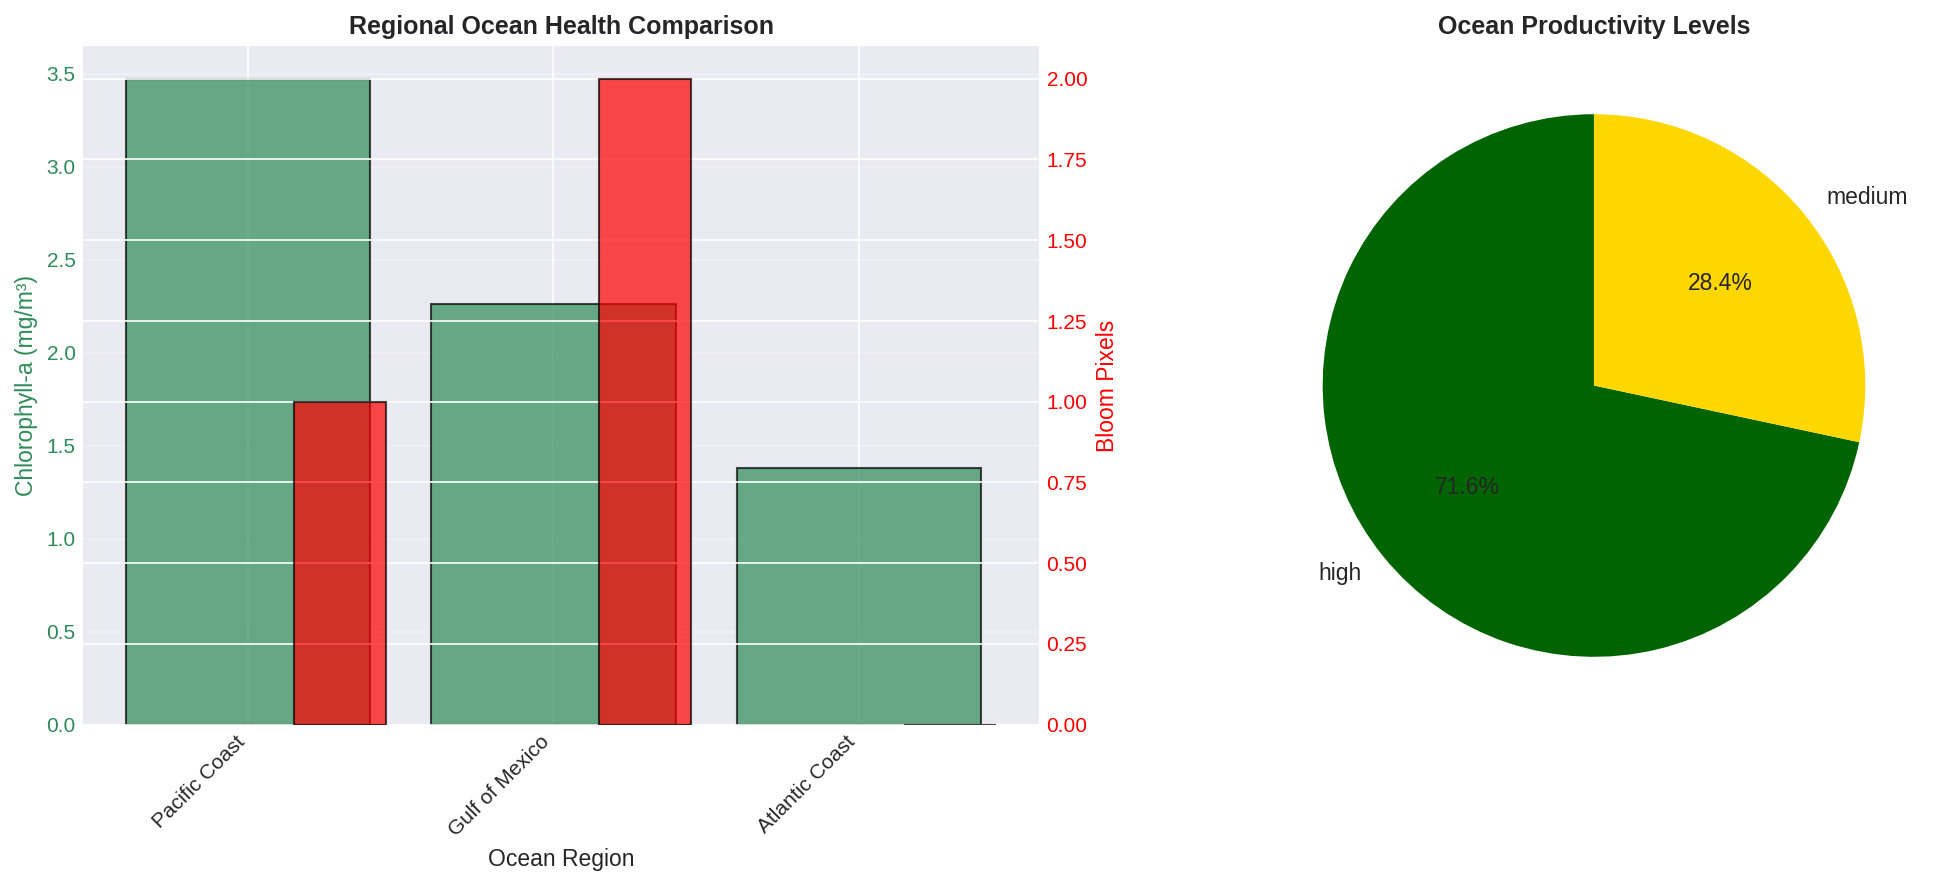 Regional Ocean Health Comparison
Chlorophyll-a (mg/m³)
3.5
3.0
2.5
2.0
1.5
1.0
0.5
0.0
2.00
1.75
1.50
1.25
1.00
0.75
0.50
0.25
0.00
Bloom Pixels
Pacific Coast
Gulf of Mexico
Atlantic Coast
Ocean Region
Ocean Productivity Levels
medium
28.4%
71.6%
high